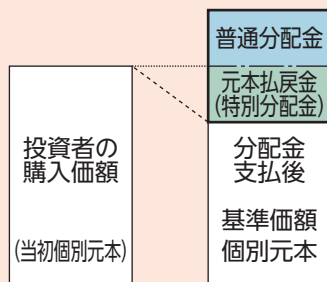 普通分配金
元本払戻金
(特別分配金)
投資者の
購入価額
(当初個別元本)
分配金
支払後
基準価額
個別元本